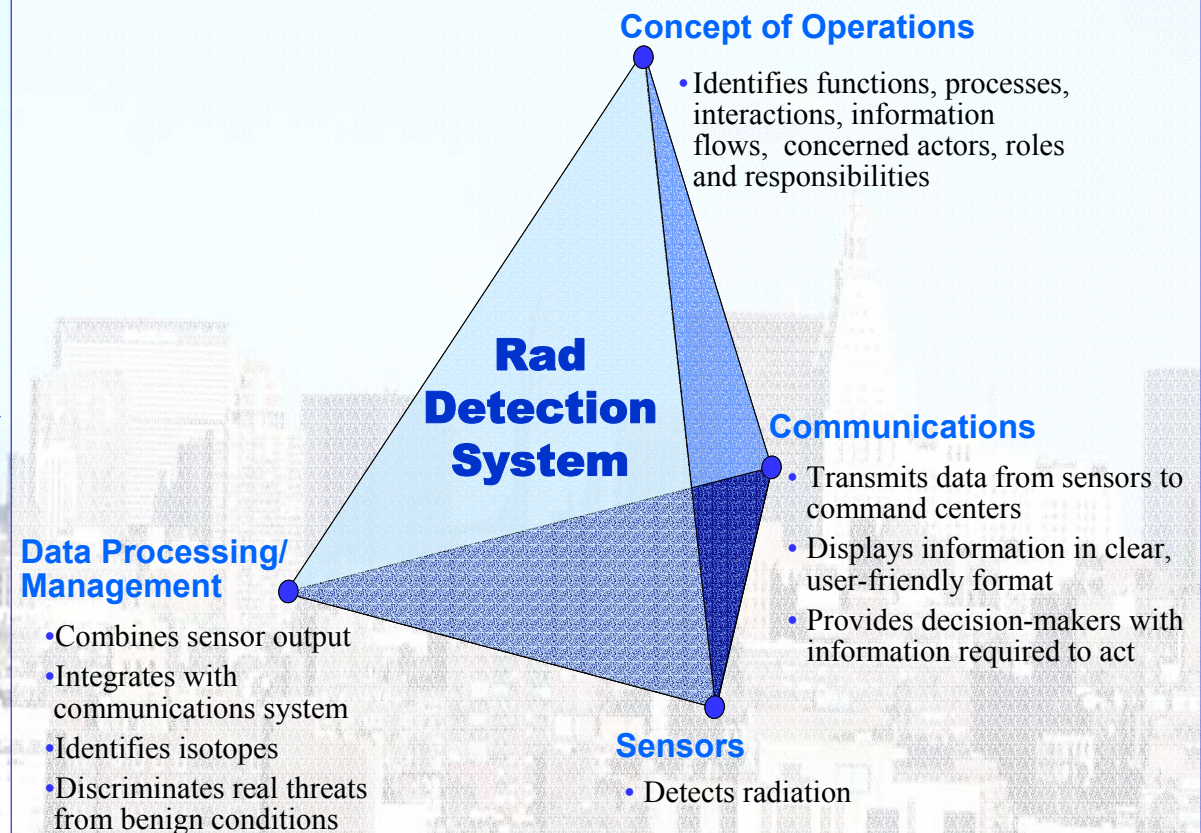 Concept of Operations
• Identifies functions, processes,
interactions, information
flows, concerned actors, roles
and responsibilities
Rad
Detection
System
Communications
• Transmits data from sensors to
command centers
• Displays information in clear,
user-friendly format
• Provides decision-makers with
information required to act
Data Processing/
Management
•Combines sensor output
•Integrates with
communications system
•Identifies isotopes
•Discriminates real threats
from benign conditions
Sensors
• Detects radiation